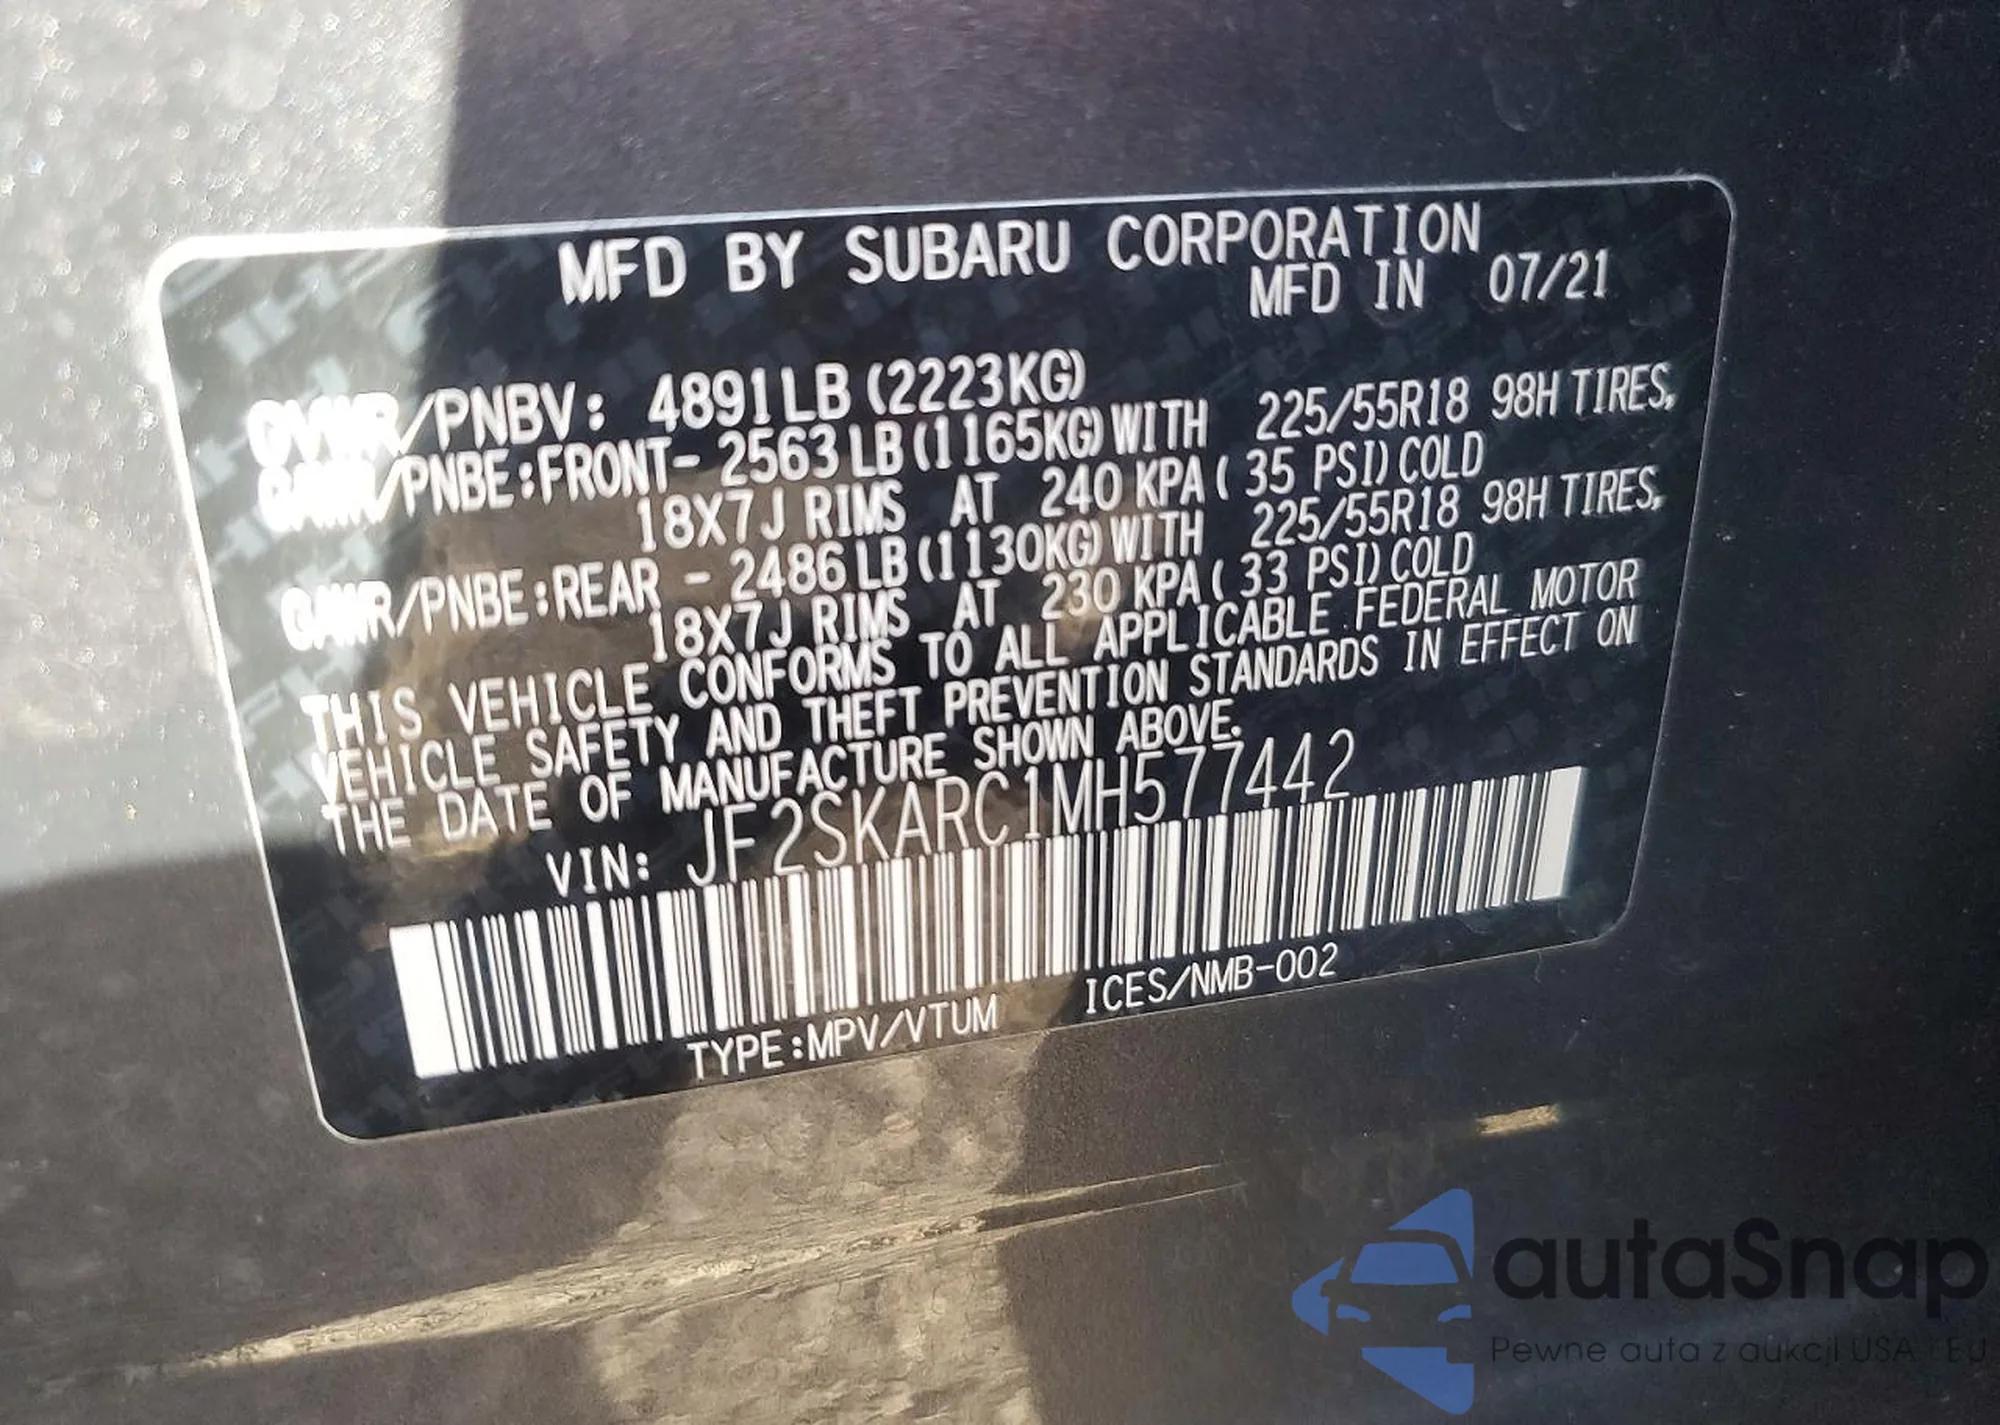 MFD BY SUBARU CORPORATION
MFD IN 07/21
GVWR/PNBV: 4891LB (2223KG)
GAWR/PNBE:FRONT- 2563LB (1165KG) WITH 225/55R18 98H TIRES,
18X7J RIMS AT 240 KPA ( 35 PSI) COLD
GAWR/PNBE:REAR - 2486LB (1130KG) WITH 225/55R18 98H TIRES,
18X7J RIMS AT 230 KPA ( 33 PSI) COLD
THIS VEHICLE CONFORMS TO ALL APPLICABLE FEDERAL MOTOR
VEHICLE SAFETY AND THEFT PREVENTION STANDARDS IN EFFECT ON
THE DATE OF MANUFACTURE SHOWN ABOVE.
VIN: JF2SKARC1MH577442
TYPE:MPV/VTUM ICES/NMB-002
autaSnap
Pewne auta z aukcji USA i EU